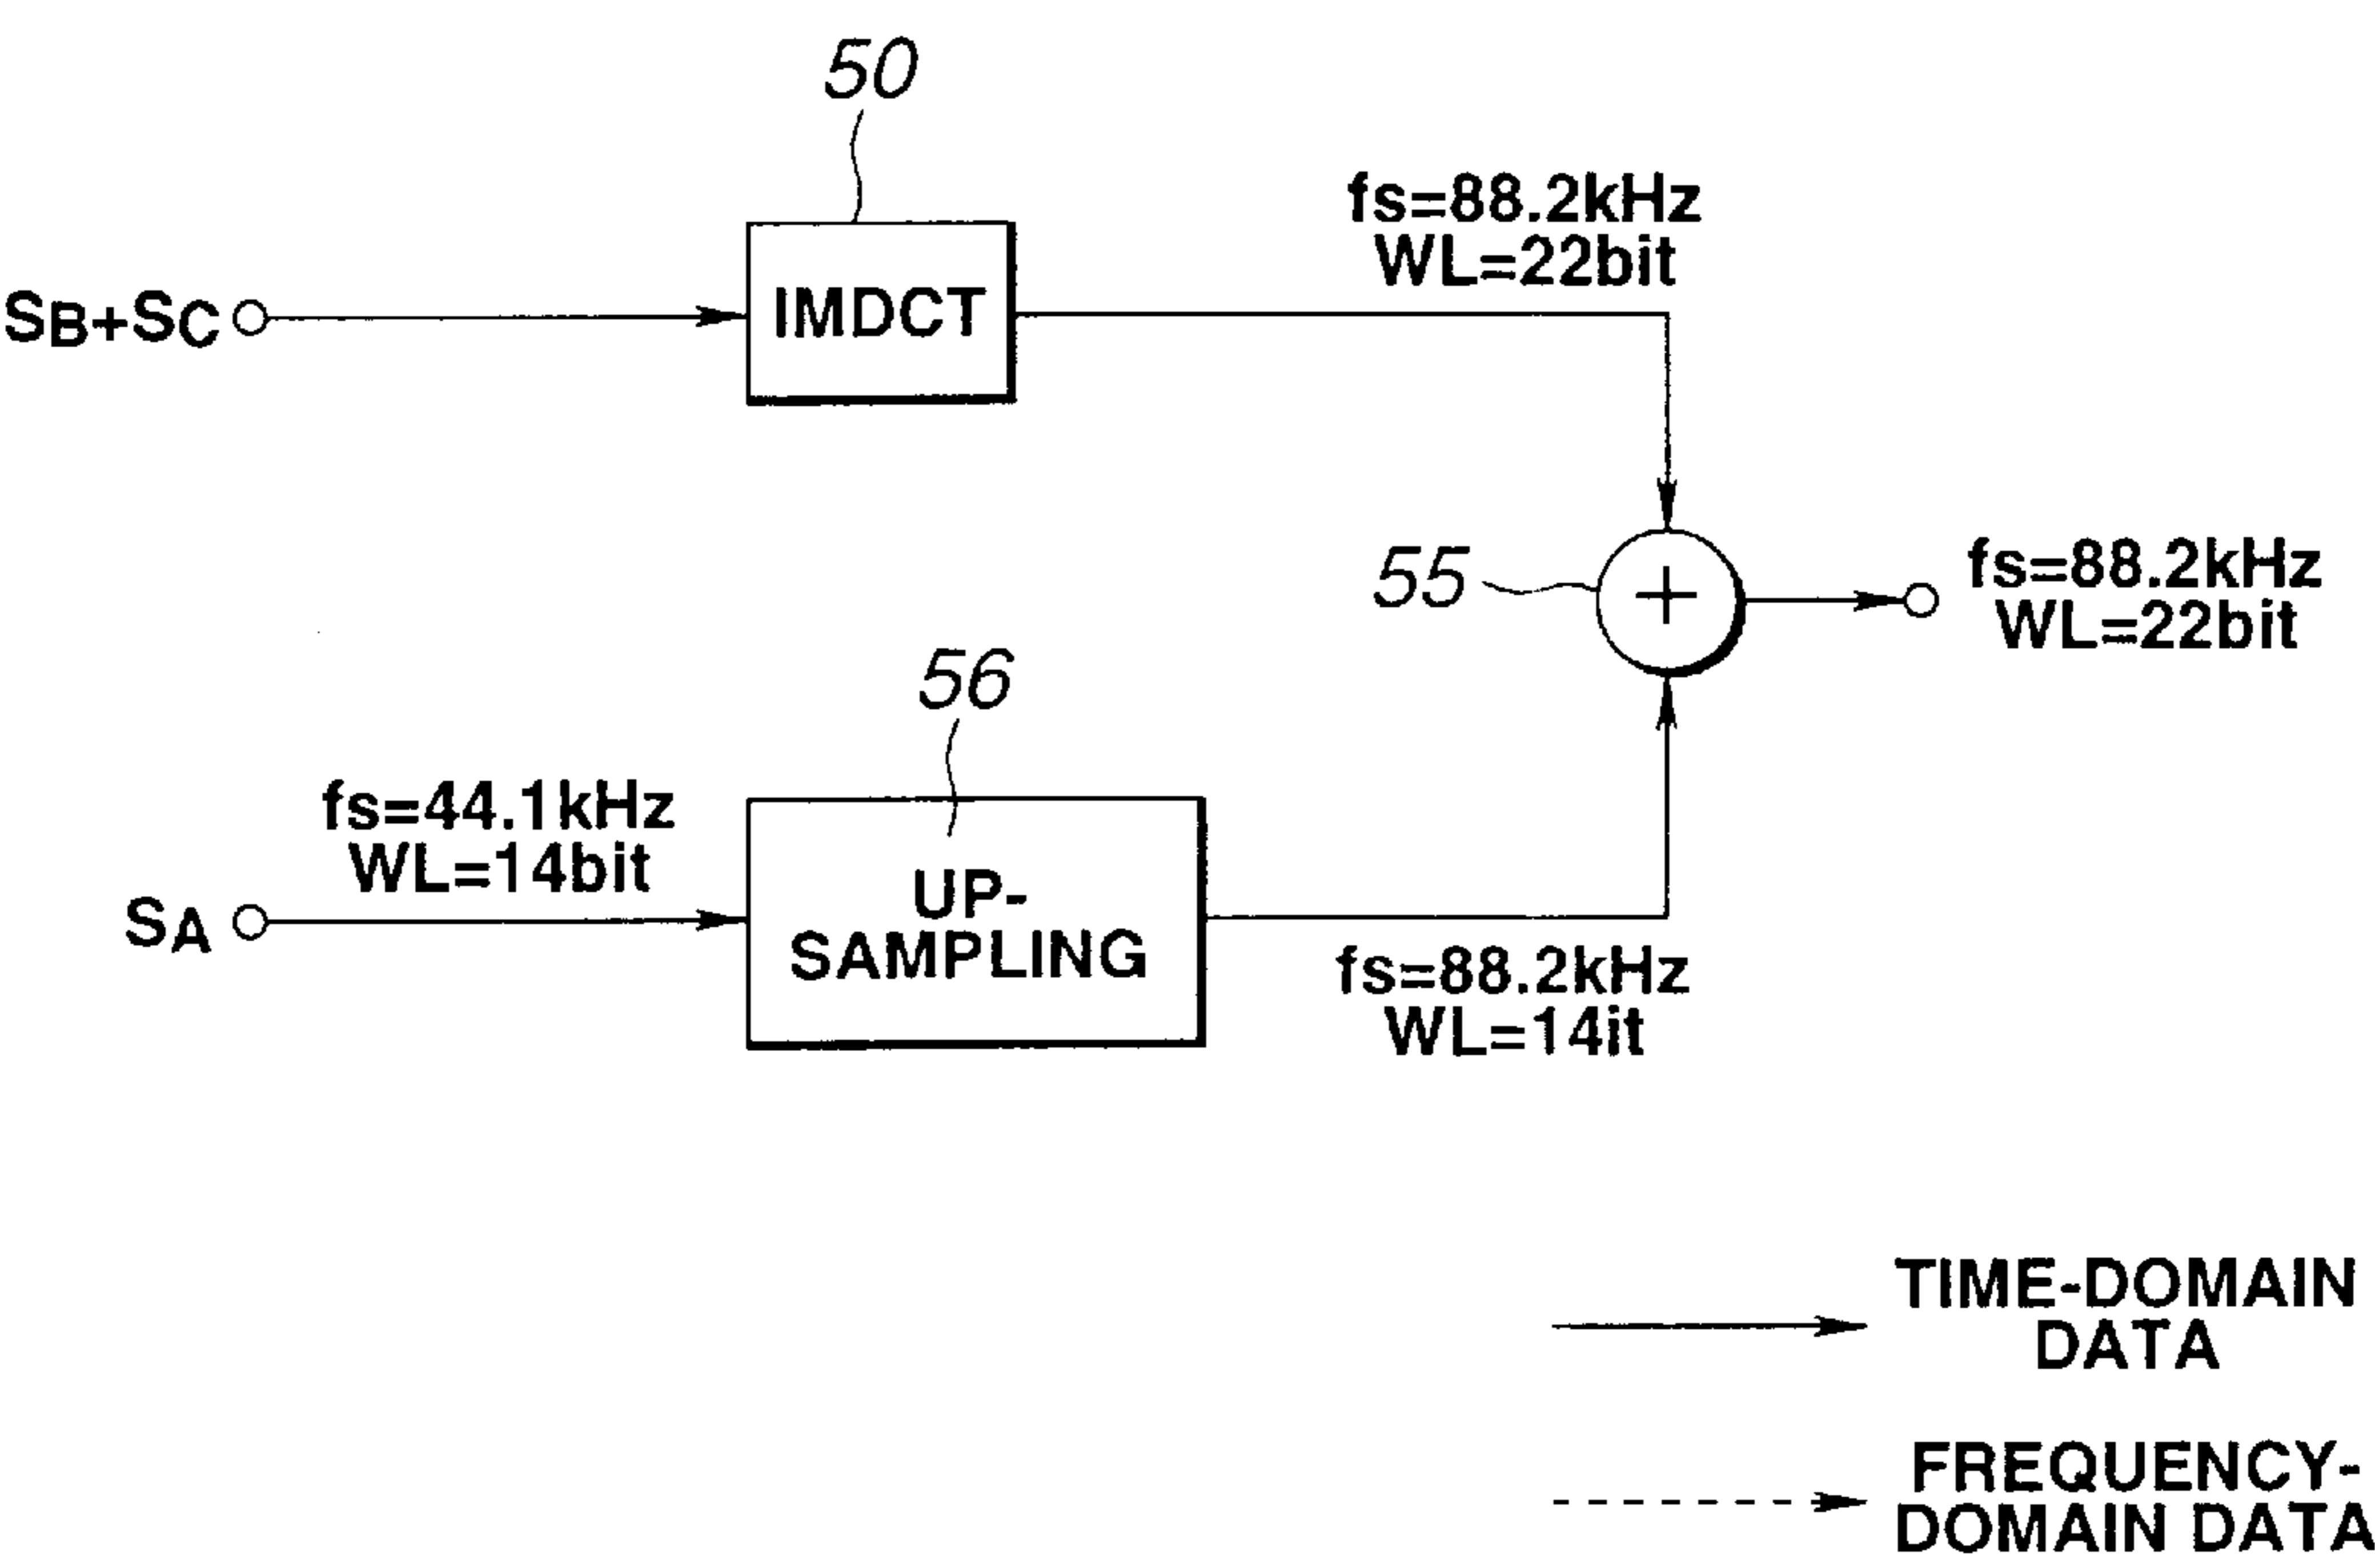 50
fs=88.2kHz
WL=22bit
SB+SC
IMDCT
55
fs=88.2kHz
WL=22bit
56
fs=44.1kHz
WL=14bit
SA
UP-
SAMPLING
fs=88.2kHz
WL=14it
TIME-DOMAIN
DATA
FREQUENCY-
DOMAIN DATA